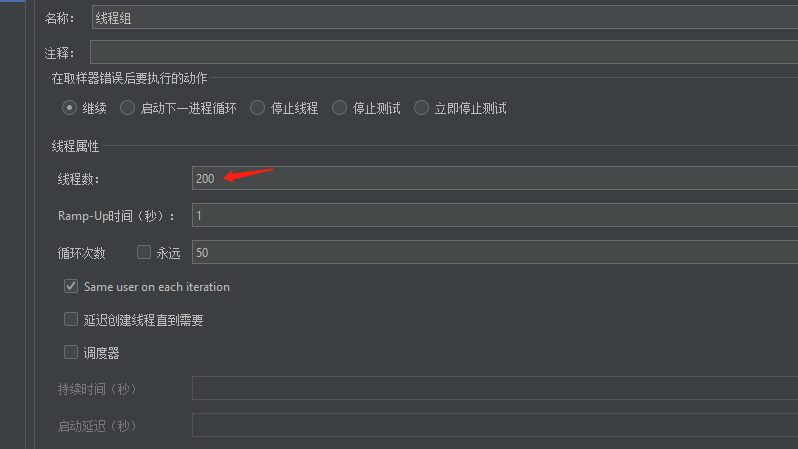 名称： 线程组
注释：
在取样器错误后要执行的动作
继续 启动下一进程循环 停止线程 停止测试 立即停止测试
线程属性
线程数： 200
Ramp-Up时间（秒）： 1
循环次数 永远 50
Same user on each iteration
延迟创建线程直到需要
调度器
持续时间（秒）
启动延迟（秒）